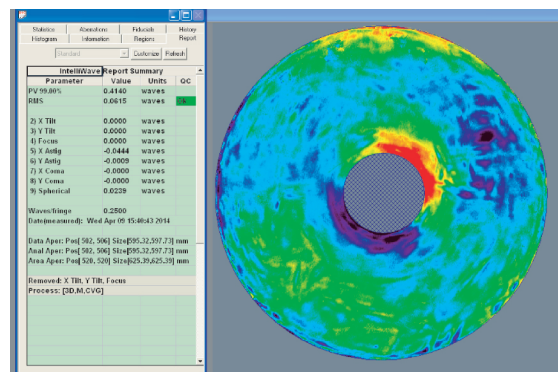 Statistics Aberrations Fiducials History
Histogram Information Regions Report
Standard Customize Refresh
IntelliWave Report Summary
Parameter Value Units QC
PV 99.00% 0.4140 waves
RMS 0.0615 waves Ok
2) X Tilt 0.0000 waves
3) Y Tilt 0.0000 waves
4) Focus 0.0000 waves
5) X Astig -0.0444 waves
6) Y Astig -0.0009 waves
7) X Coma -0.0000 waves
8) Y Coma -0.0000 waves
9) Spherical 0.0239 waves
Waves/fringe 0.2500
Date(measured): Wed Apr 09 15:40:43 2014
Data Aper: Pos[ 502, 506] Size[595.32,597.73] mm
Anal Aper: Pos[ 502, 506] Size[595.32,597.73] mm
Area Aper: Pos[ 520, 520] Size[625.39,625.39] mm
Removed: X Tilt, Y Tilt, Focus
Process: [3D,M,CVG]